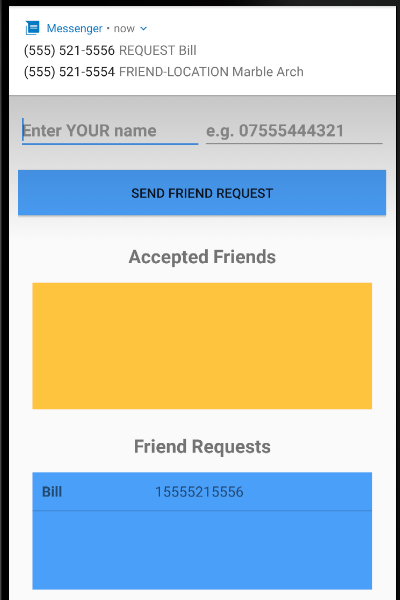 Messenger • now
(555) 521-5556 REQUEST Bill
(555) 521-5554 FRIEND-LOCATION Marble Arch
Enter YOUR name e.g. 07555444321
SEND FRIEND REQUEST
Accepted Friends
Friend Requests
Bill 15555215556